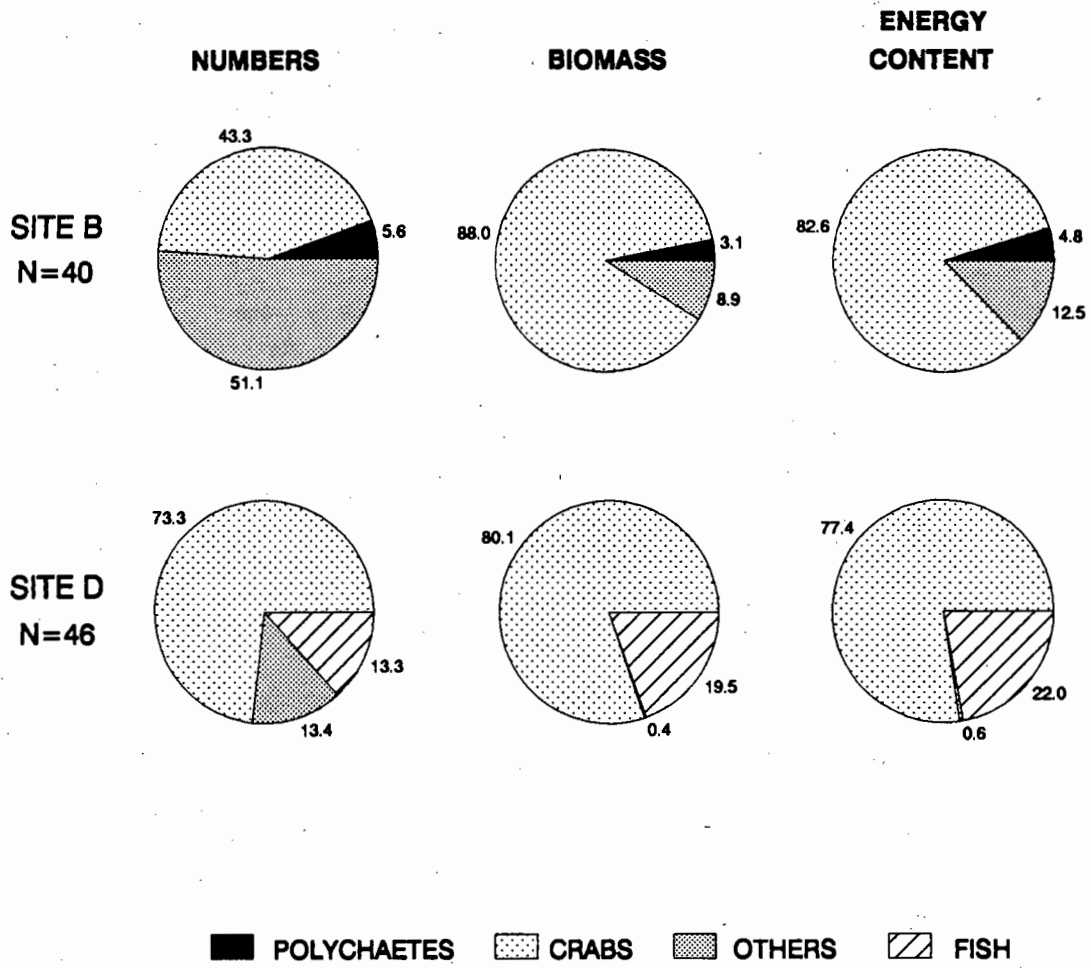 NUMBERS
BIOMASS
ENERGY
CONTENT
SITE B
N=40
43.3
5.6
51.1
88.0
3.1
8.9
82.6
4.8
12.5
SITE D
N=46
73.3
13.3
13.4
80.1
19.5
0.4
77.4
22.0
0.6
POLYCHAETES
CRABS
OTHERS
FISH